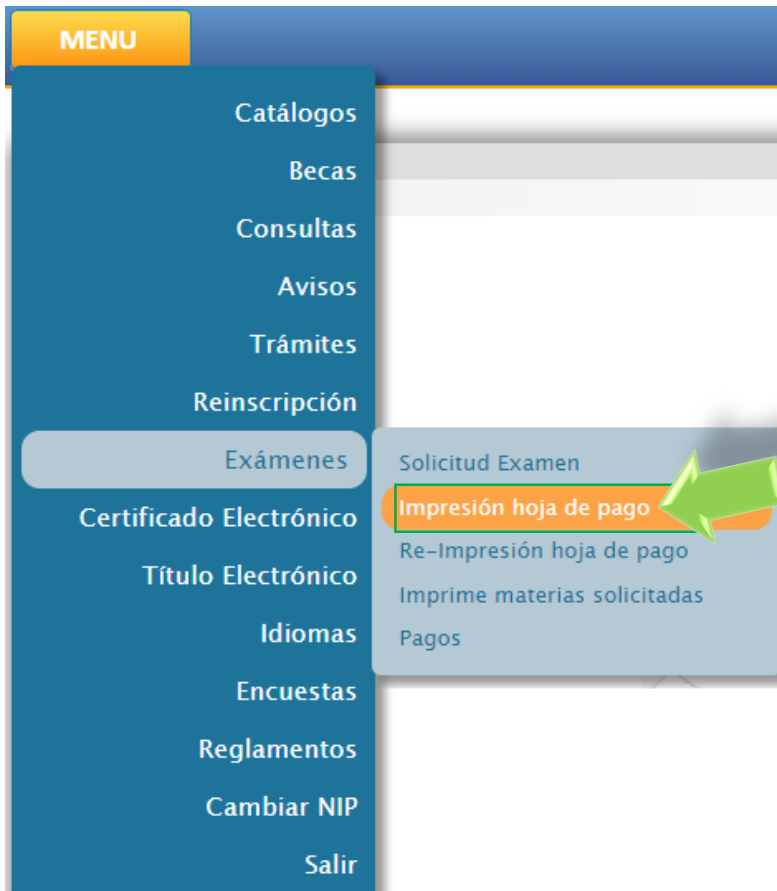 MENU
Catálogos
Becas
Consultas
Avisos
Trámites
Reinscripción
Exámenes
Solicitud Examen
Impresión hoja de pago
Re-Impresión hoja de pago
Imprime materias solicitadas
Pagos
Certificado Electrónico
Título Electrónico
Idiomas
Encuestas
Reglamentos
Cambiar NIP
Salir